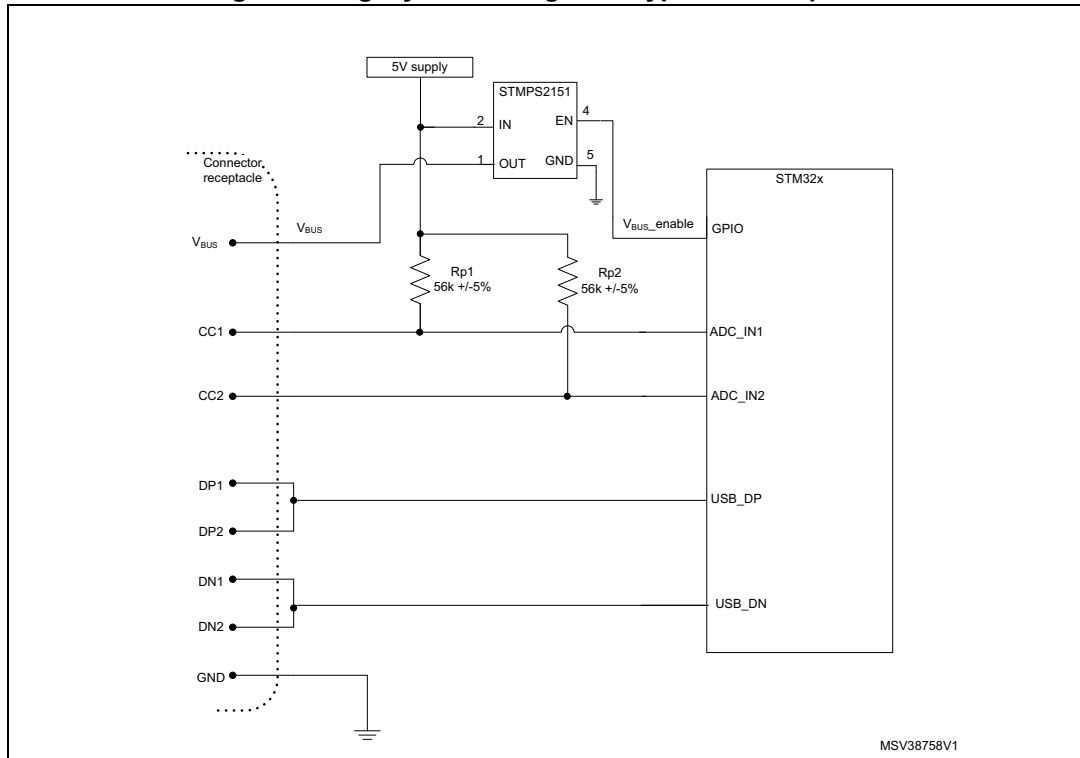 5V supply
STMPS2151
2 IN
EN 4
1 OUT
GND 5
Connector
receptacle
STM32x
VBUS
VBUS
VBUS_enable
GPIO
Rp1
56k +/-5%
Rp2
56k +/-5%
CC1
ADC_IN1
CC2
ADC_IN2
DP1
USB_DP
DP2
DN1
USB_DN
DN2
GND
MSV38758V1